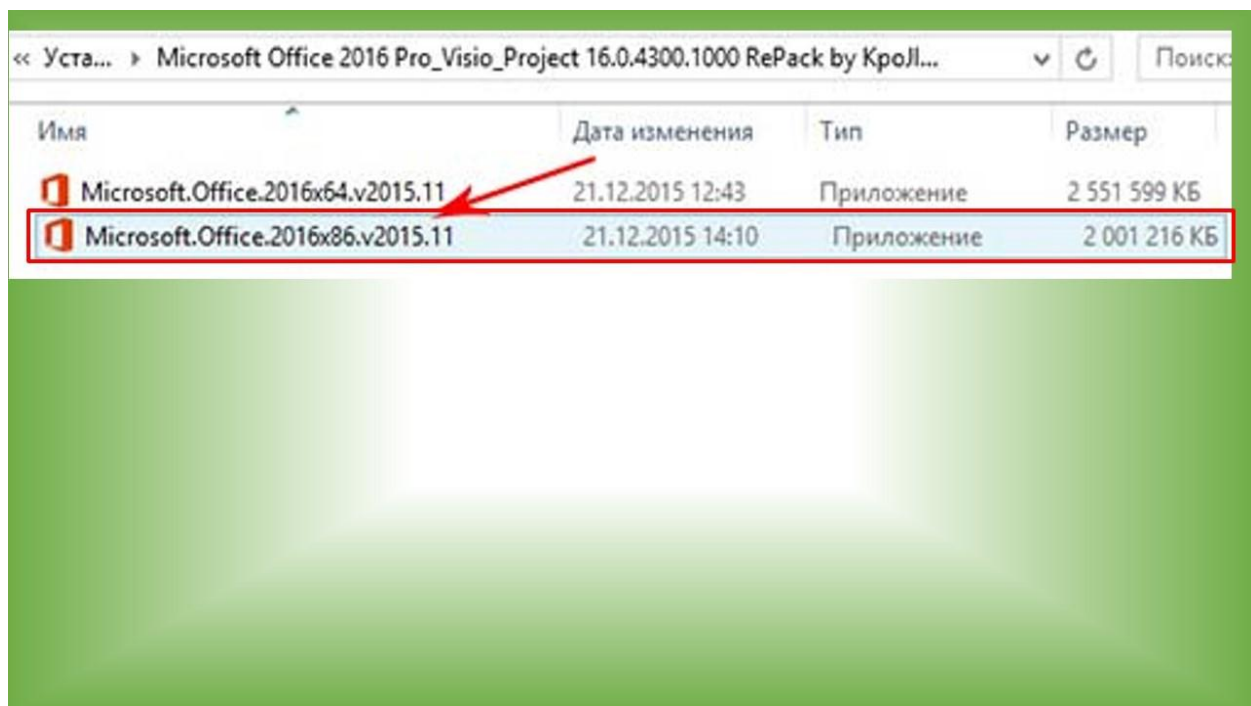 « Уста... › Microsoft Office 2016 Pro_Visio_Project 16.0.4300.1000 RePack by KpoJl... Поиск:
Имя Дата изменения Тип Размер
Microsoft.Office.2016x64.v2015.11 21.12.2015 12:43 Приложение 2 551 599 КБ
Microsoft.Office.2016x86.v2015.11 21.12.2015 14:10 Приложение 2 001 216 КБ